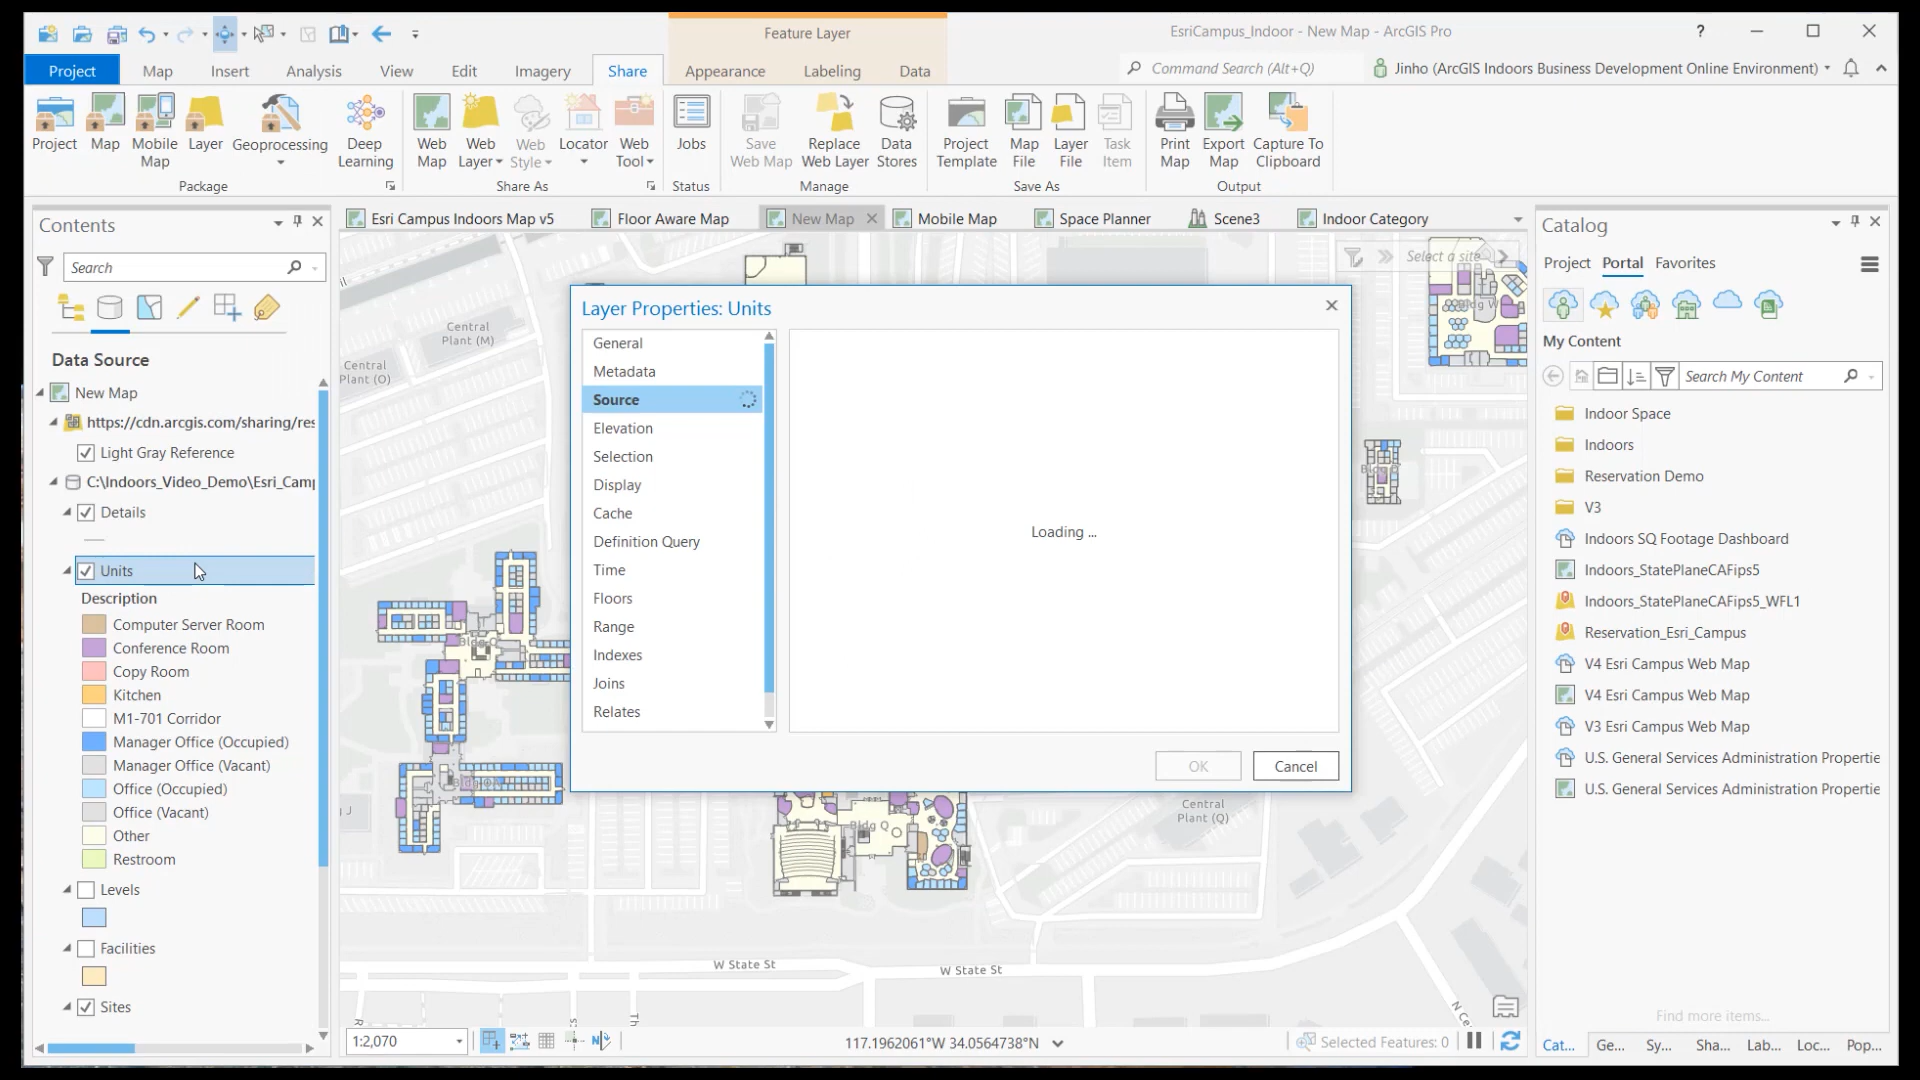 Feature Layer
EsriCampus_Indoor - New Map - ArcGIS Pro
?
Project
Map
Insert
Analysis
View
Edit
Imagery
Share
Appearance
Labeling
Data
Command Search (Alt+Q)
Jinho (ArcGIS Indoors Business Development Online Environment)
Project
Map
Mobile
Map
Layer
Geoprocessing
Deep
Learning
Web
Map
Web
Layer
Web
Style
Locator
Web
Tool
Jobs
Save
Web Map
Replace
Web Layer
Data
Stores
Project
Template
Map
File
Layer
File
Task
Item
Print
Map
Export
Map
Capture To
Clipboard
Package
Share As
Status
Manage
Save As
Output
Contents
Search
Data Source
New Map
https://cdn.arcgis.com/sharing/res
Light Gray Reference
C:\Indoors_Video_Demo\Esri_Camp
Details
Units
Description
Computer Server Room
Conference Room
Copy Room
Kitchen
M1-701 Corridor
Manager Office (Occupied)
Manager Office (Vacant)
Office (Occupied)
Office (Vacant)
Other
Restroom
Levels
Facilities
Sites
Esri Campus Indoors Map v5
Floor Aware Map
New Map
Mobile Map
Space Planner
Scene3
Indoor Category
Select a site
Central
Plant (M)
Central
Plant (O)
Layer Properties: Units
General
Metadata
Source
Elevation
Selection
Display
Cache
Definition Query
Time
Floors
Range
Indexes
Joins
Relates
Loading ...
OK
Cancel
Bldg Q
Central
Plant (Q)
W State St
W State St
N Ce
1:2,070
117.1962061°W 34.0564738°N
Selected Features: 0
Catalog
Project
Portal
Favorites
My Content
Search My Content
Indoor Space
Indoors
Reservation Demo
V3
Indoors SQ Footage Dashboard
Indoors_StatePlaneCAFips5
Indoors_StatePlaneCAFips5_WFL1
Reservation_Esri_Campus
V4 Esri Campus Web Map
V4 Esri Campus Web Map
V3 Esri Campus Web Map
U.S. General Services Administration Propertie
U.S. General Services Administration Propertie
Find more items...
Cat...
Ge...
Sy...
Sha...
Lab...
Loc...
Pop...